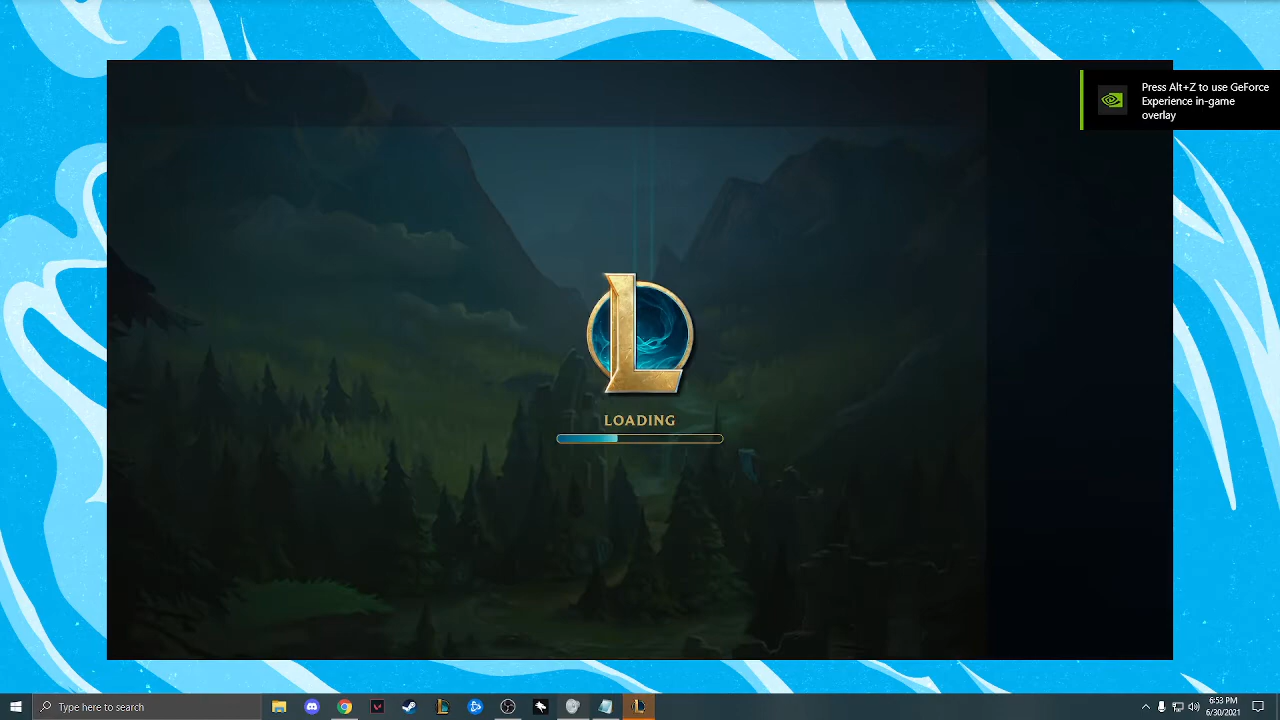 Press Alt+Z to use GeForce
Experience in-game
overlay
LOADING
Type here to search
6:53 PM
6/30/2021